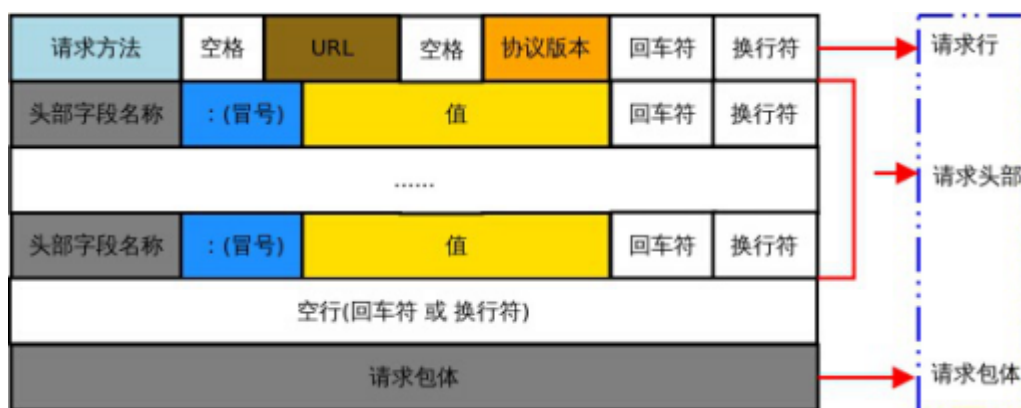 请求方法 空格 URL 空格 协议版本 回车符 换行符 请求行
头部字段名称 : (冒号) 值 回车符 换行符
...... 请求头部
头部字段名称 : (冒号) 值 回车符 换行符
空行(回车符 或 换行符)
请求包体 请求包体